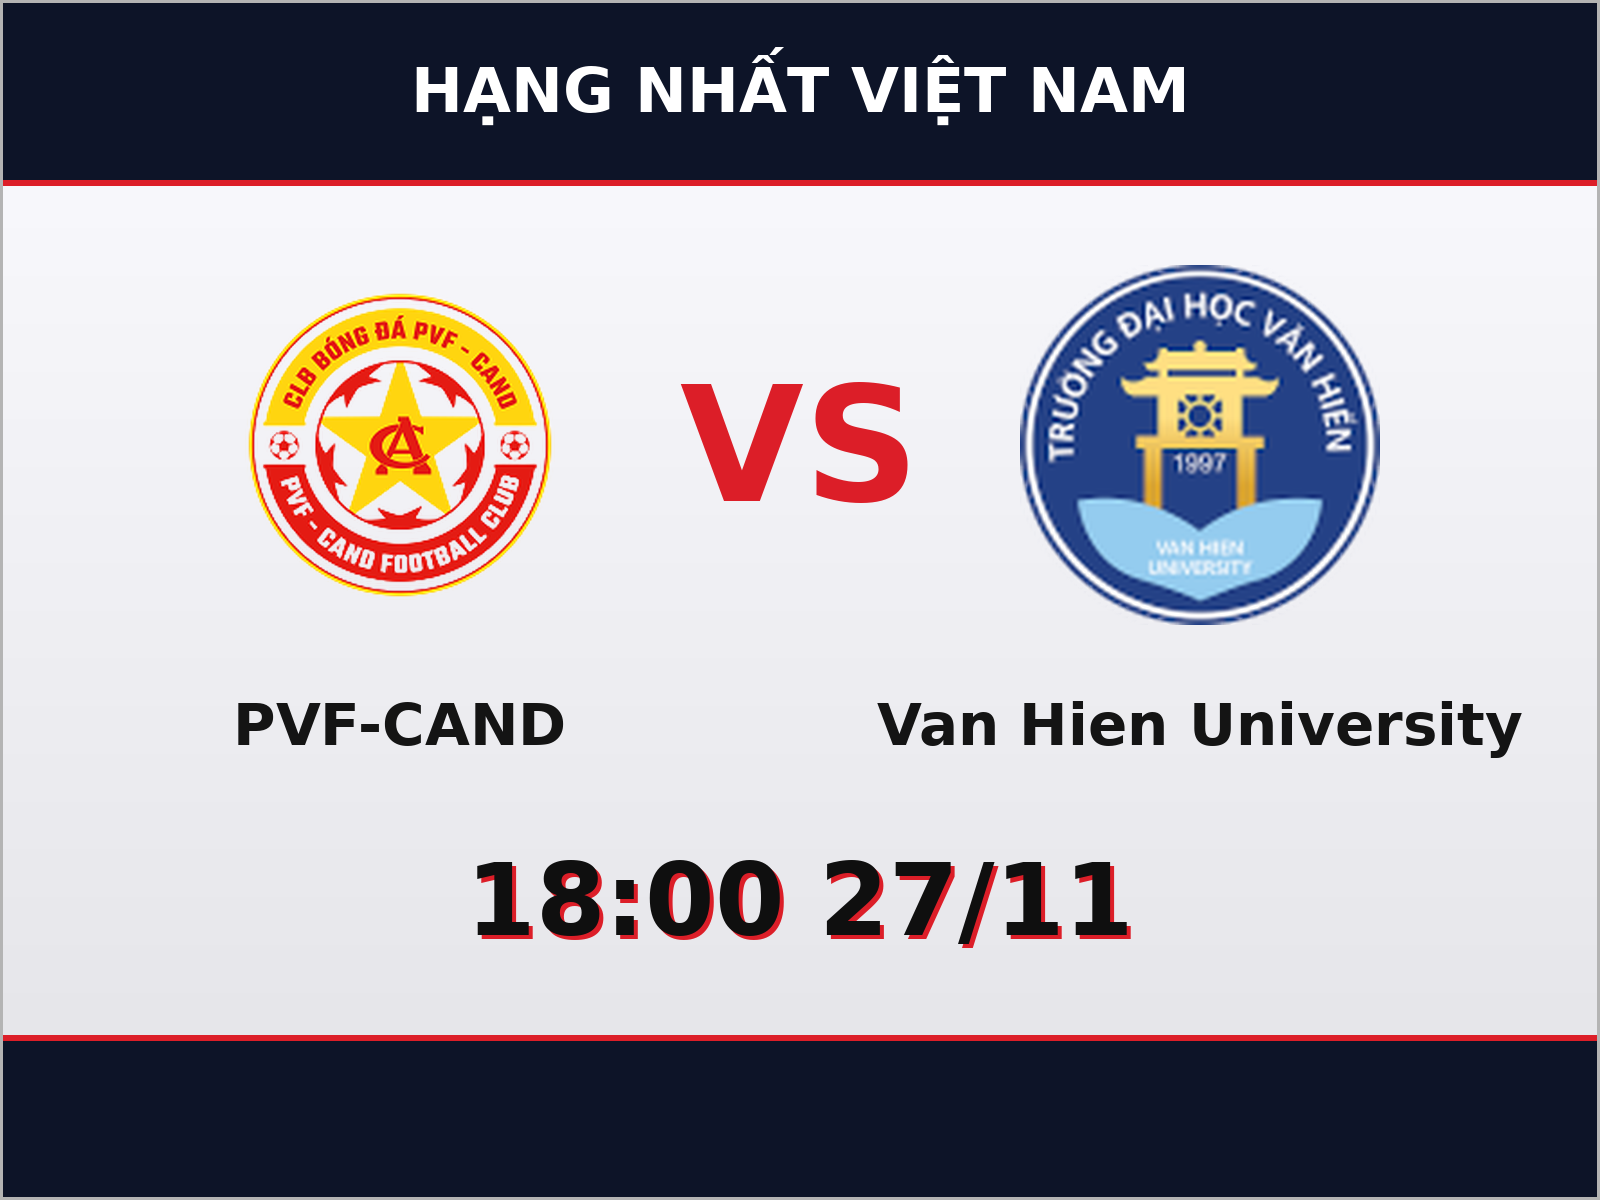 HẠNG NHẤT VIỆT NAM
CLB BÓNG ĐÁ PVF - CAND
PVF - CAND FOOTBALL CLUB
VS
TRƯỜNG ĐẠI HỌC VĂN HIẾN
1997
VAN HIEN
UNIVERSITY
PVF-CAND
Van Hien University
18:00 27/11